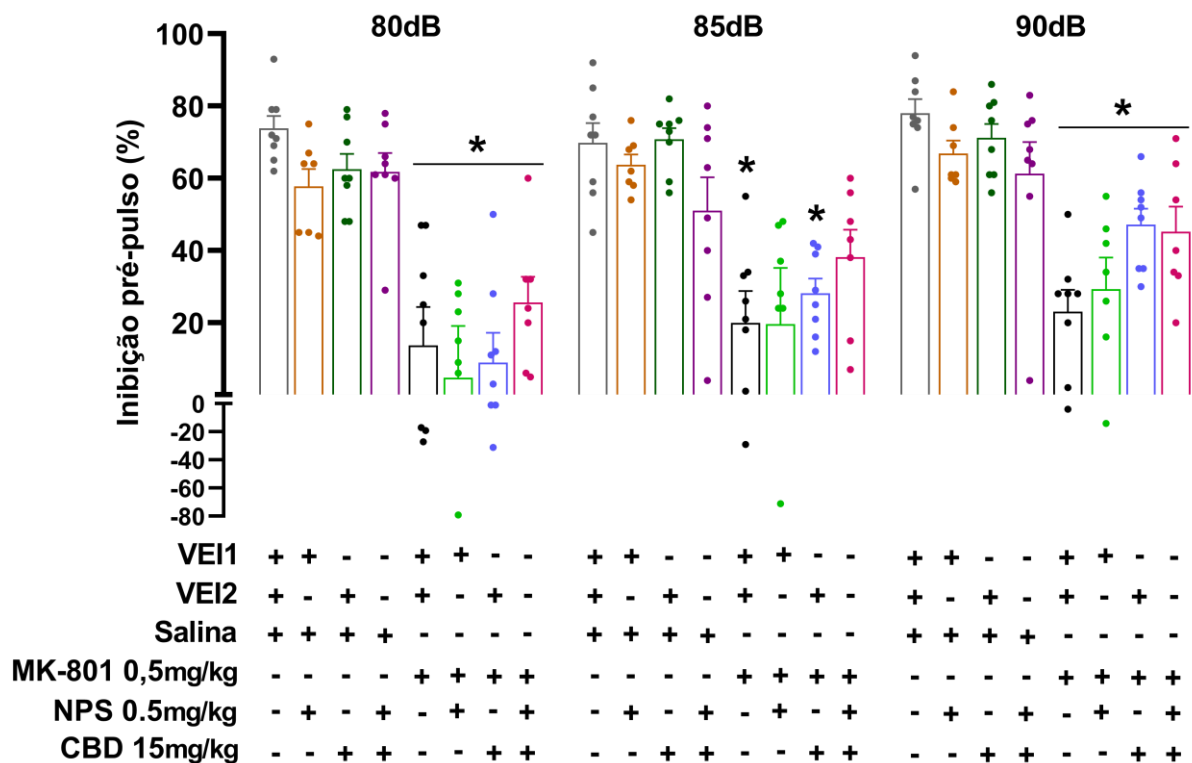 80dB 85dB 90dB
Inibição pré-pulso (%)
100
80
60
40
20
0
-20
-40
-60
-80
* * * *
VEI1 + + - - + + - - + + - - + + - - + + - - + + - -
VEI2 + - + - + - + - + - + - + - + - + - + - + - + -
Salina + + + + - - - - + + + + - - - - + + + + - - - -
MK-801 0,5mg/kg - - - - + + + + - - - - + + + + - - - - + + + +
NPS 0.5mg/kg - + - + - + - + - + - + - + - + - + - + - + - +
CBD 15mg/kg - - + + - - + + - - + + - - + + - - + + - - + +